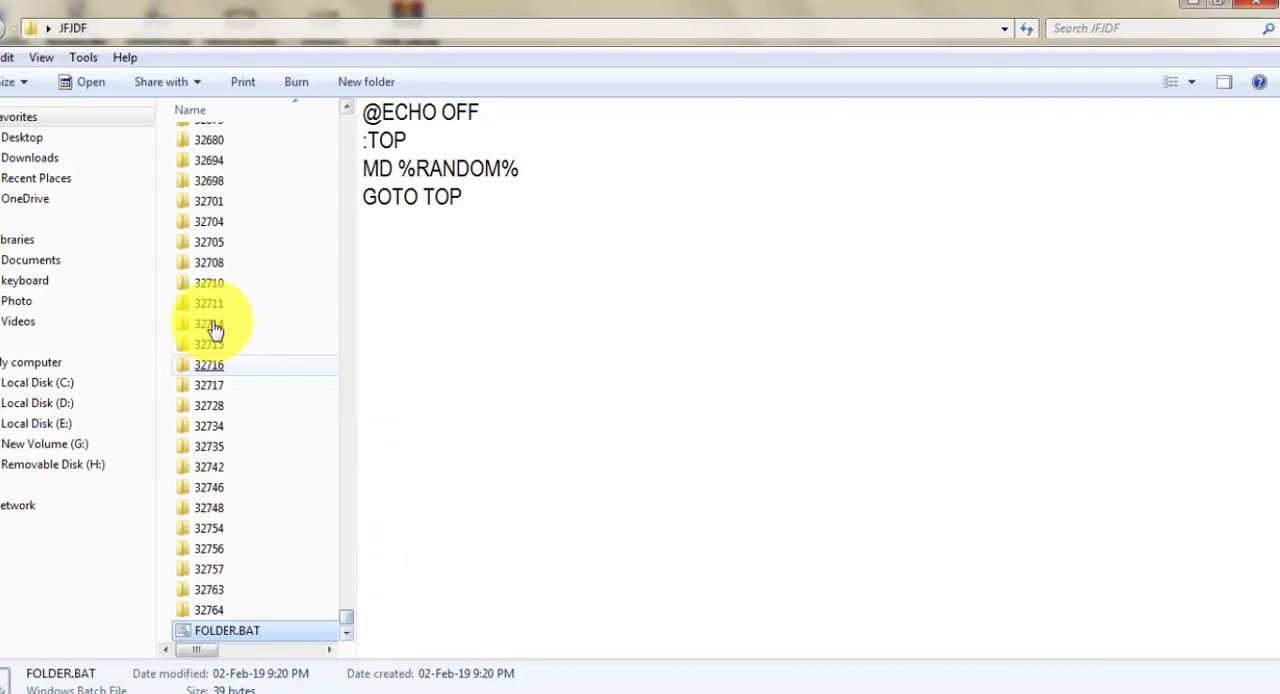 JFJDF
Search JFJDF
dit View Tools Help
ize Open Share with Print Burn New folder
avorites
Desktop
Downloads
Recent Places
OneDrive
braries
Documents
keyboard
Photo
Videos
y computer
Local Disk (C:)
Local Disk (D:)
Local Disk (E:)
New Volume (G:)
Removable Disk (H:)
etwork
Name
32680
32694
32698
32701
32704
32705
32708
32710
32711
32714
32715
32716
32717
32728
32734
32735
32742
32746
32748
32754
32756
32757
32763
32764
FOLDER.BAT
@ECHO OFF
:TOP
MD %RANDOM%
GOTO TOP
FOLDER.BAT Date modified: 02-Feb-19 9:20 PM Date created: 02-Feb-19 9:20 PM
Windows Batch File Size: 39 bytes